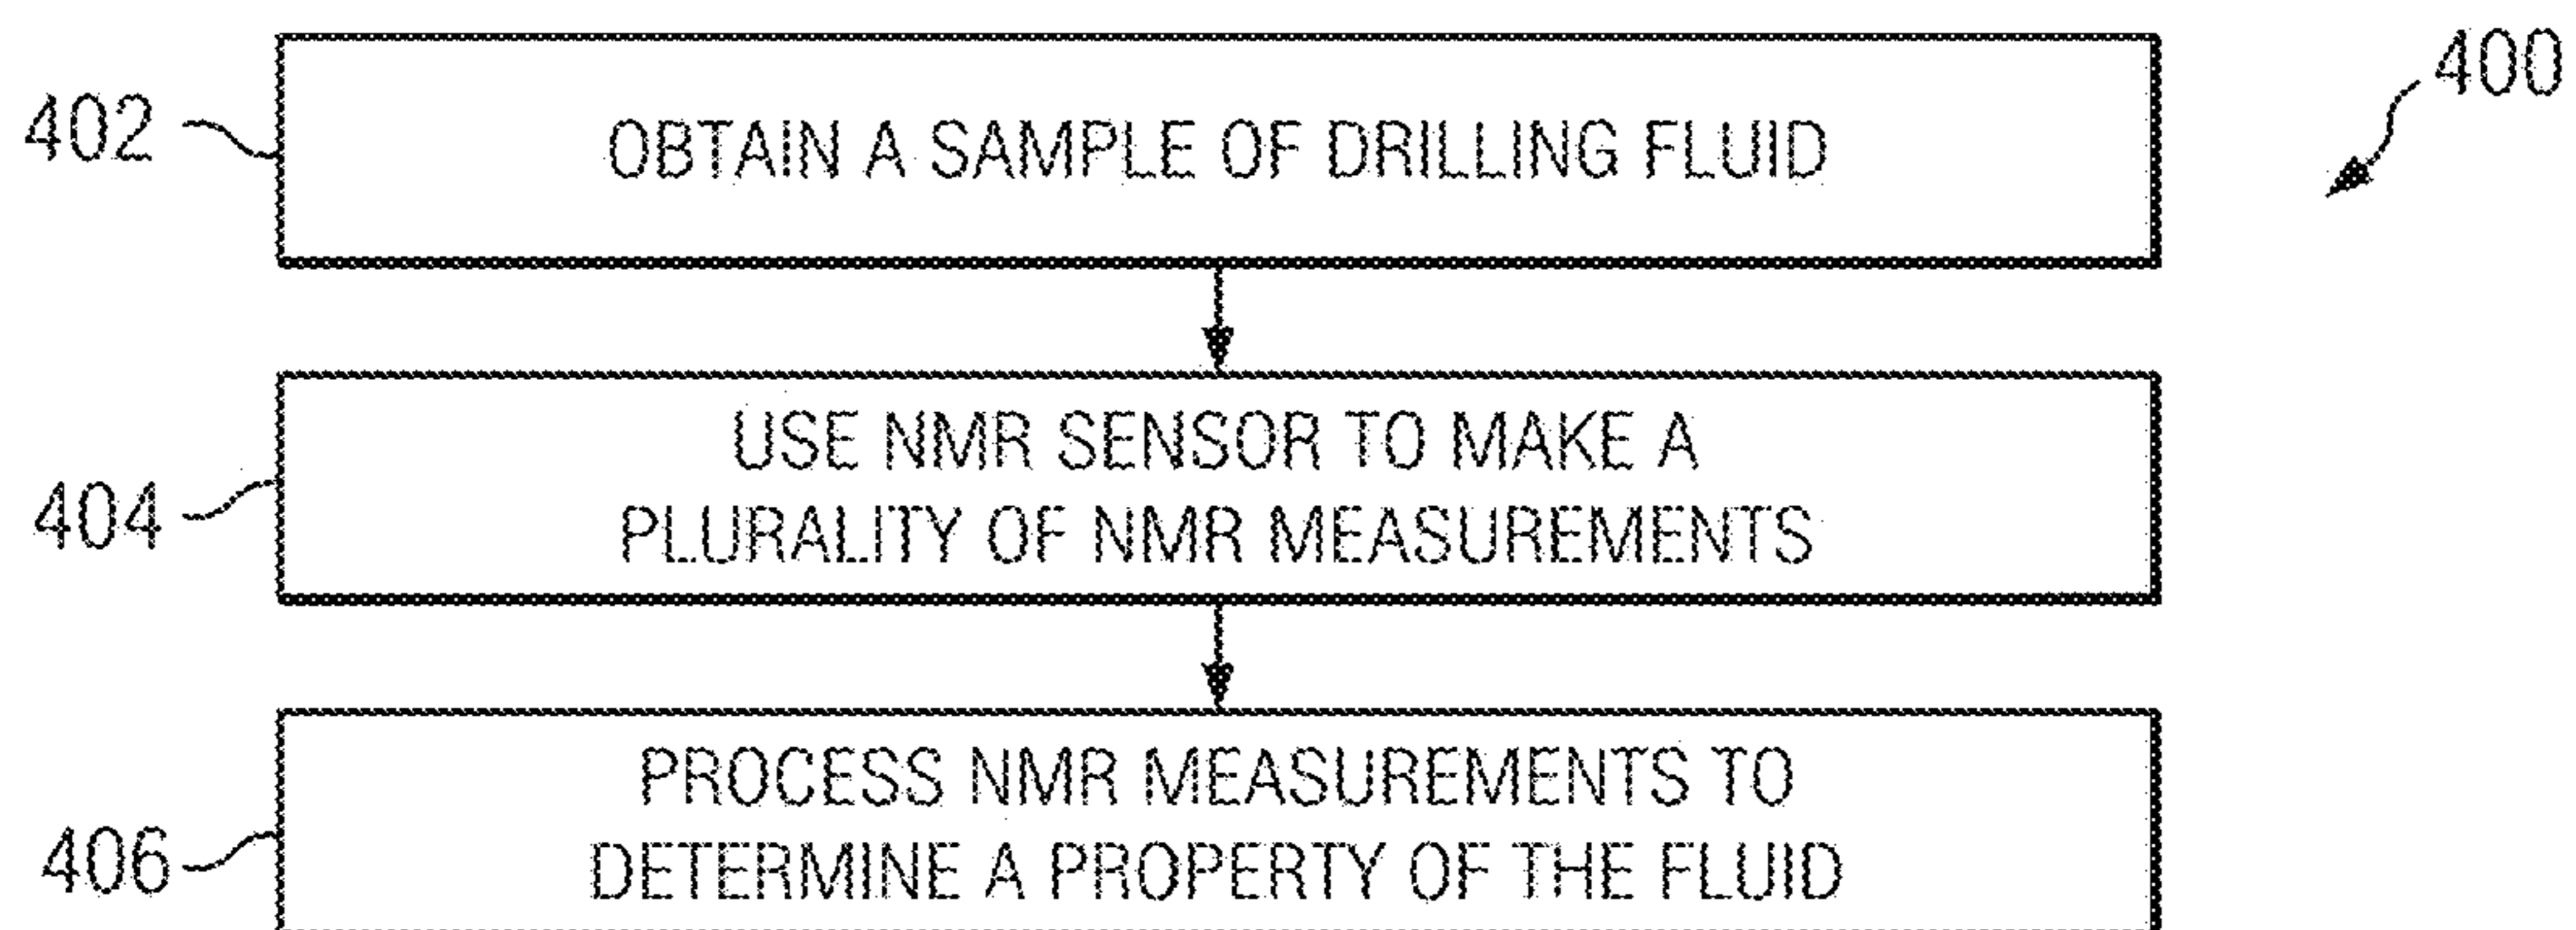 400
402
OBTAIN A SAMPLE OF DRILLING FLUID
404
USE NMR SENSOR TO MAKE A
PLURALITY OF NMR MEASUREMENTS
406
PROCESS NMR MEASUREMENTS TO
DETERMINE A PROPERTY OF THE FLUID